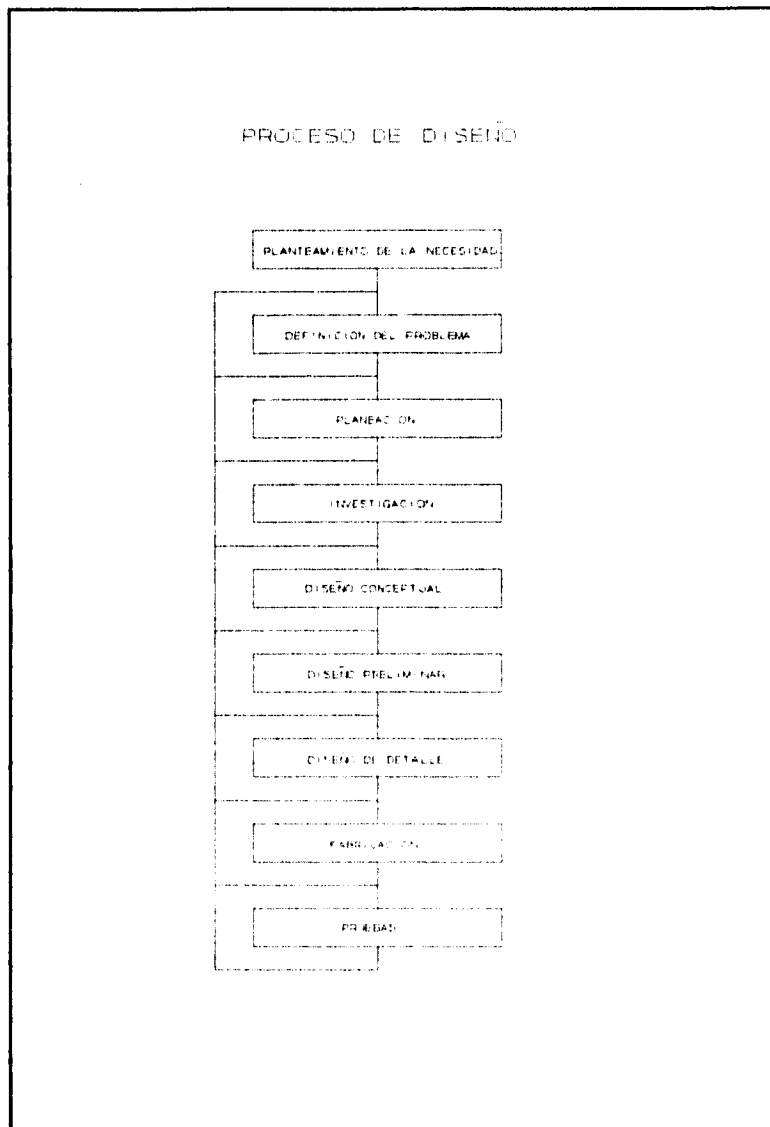 PROCESO DE DISEÑO
PLANTEAMIENTO DE LA NECESIDAD
DEFINICION DEL PROBLEMA
PLANEACION
INVESTIGACION
DISEÑO CONCEPTUAL
DISEÑO PRELIMINAR
DISEÑO DE DETALLE
FABRICACION
PRUEBAS